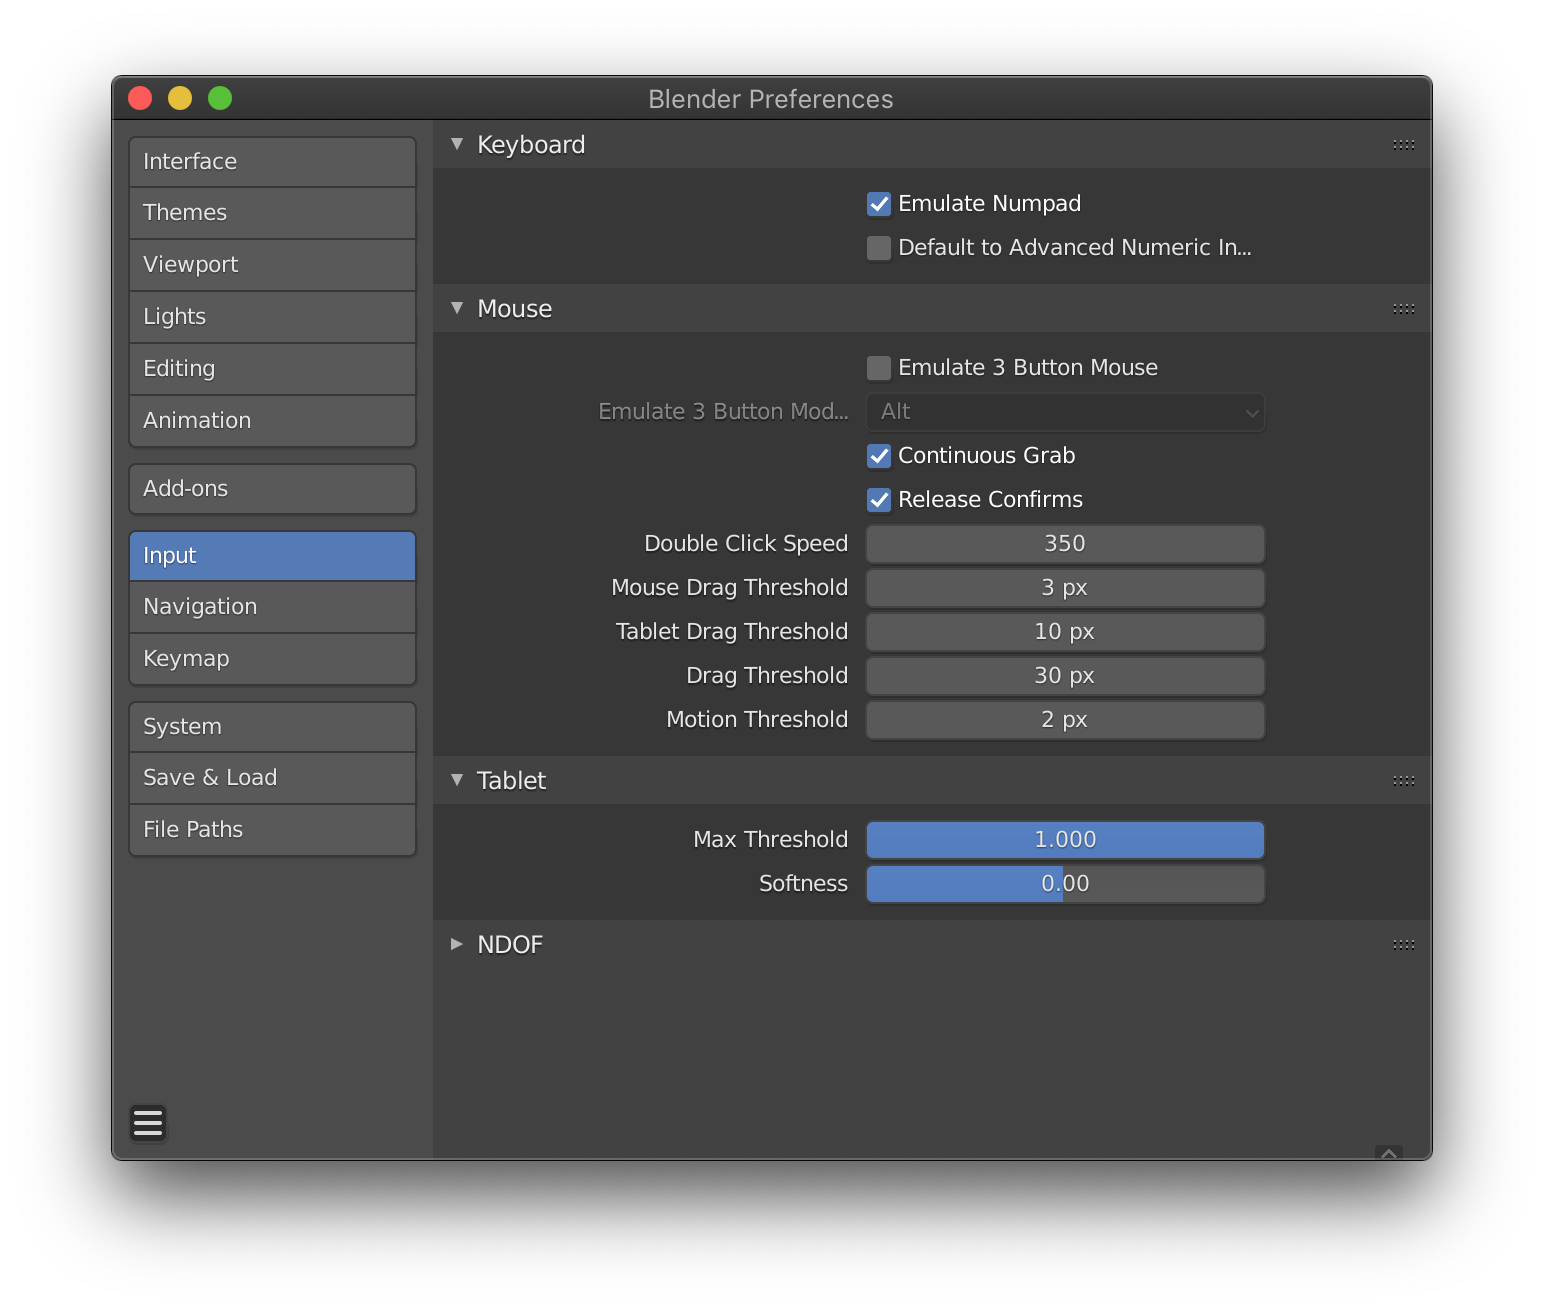 Blender Preferences
Interface
Themes
Viewport
Lights
Editing
Animation
Add-ons
Input
Navigation
Keymap
System
Save & Load
File Paths
Keyboard
Emulate Numpad
Default to Advanced Numeric In...
Mouse
Emulate 3 Button Mouse
Emulate 3 Button Mod... Alt
Continuous Grab
Release Confirms
Double Click Speed 350
Mouse Drag Threshold 3 px
Tablet Drag Threshold 10 px
Drag Threshold 30 px
Motion Threshold 2 px
Tablet
Max Threshold 1.000
Softness 0.00
NDOF